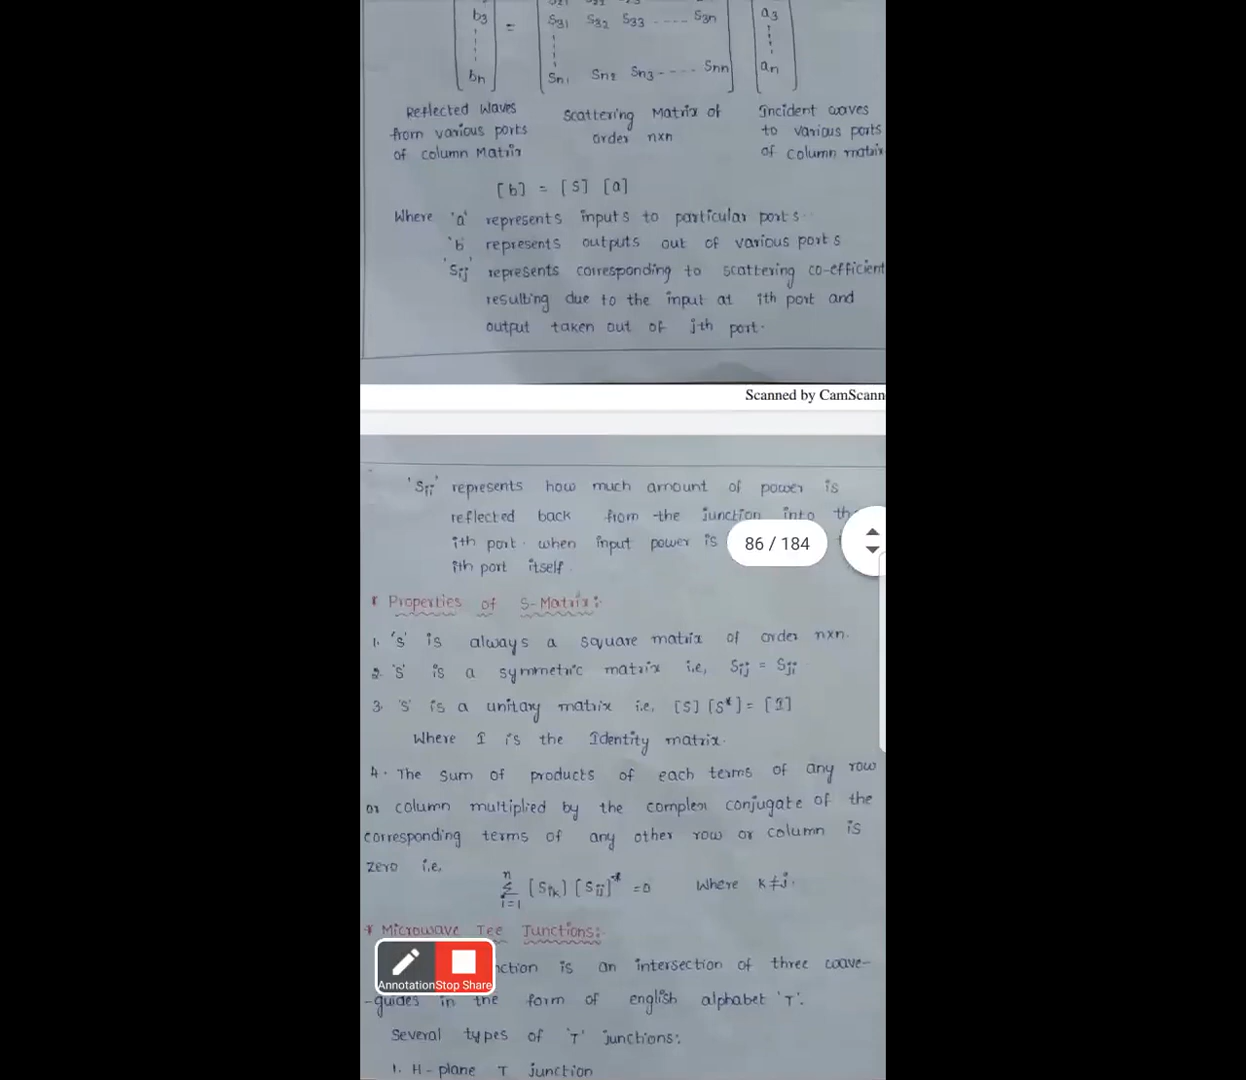 b3 = S31 S32 S33 ---- S3n a3
bn Sn1 Sn2 Sn3 ---- Snn an
Reflected Waves from various ports of column Matrix
Scattering Matrix of order nxn
Incident waves to various ports of column matrix
[b] = [S] [a]
Where 'a' represents inputs to particular ports
'b' represents outputs out of various ports
'Sij' represents corresponding to scattering co-efficient
resulting due to the input at ith port and
output taken out of jth port.
Scanned by CamScann
'Sii' represents how much amount of power is
reflected back from the junction into
ith port when input power is
86 / 184
ith port itself.
* Properties of S-Matrix:
1. 's' is always a square matrix of order nxn.
2. 's' is a symmetric matrix i.e, Sij = Sji
3. 's' is a unitary matrix i.e. [S] [S*] = [I]
Where I is the Identity matrix.
4. The sum of products of each terms of any row
or column multiplied by the complex conjugate of the
corresponding terms of any other row or column is
zero i.e.
n
Σ [Sik] [Sij]* = 0 Where k≠j.
i=1
* Microwave Tee Junctions:
nction is an intersection of three wave-
Annotation Stop Share
-guides in the form of english alphabet 'T'.
Several types of 'T' junctions:
1. H-plane T junction